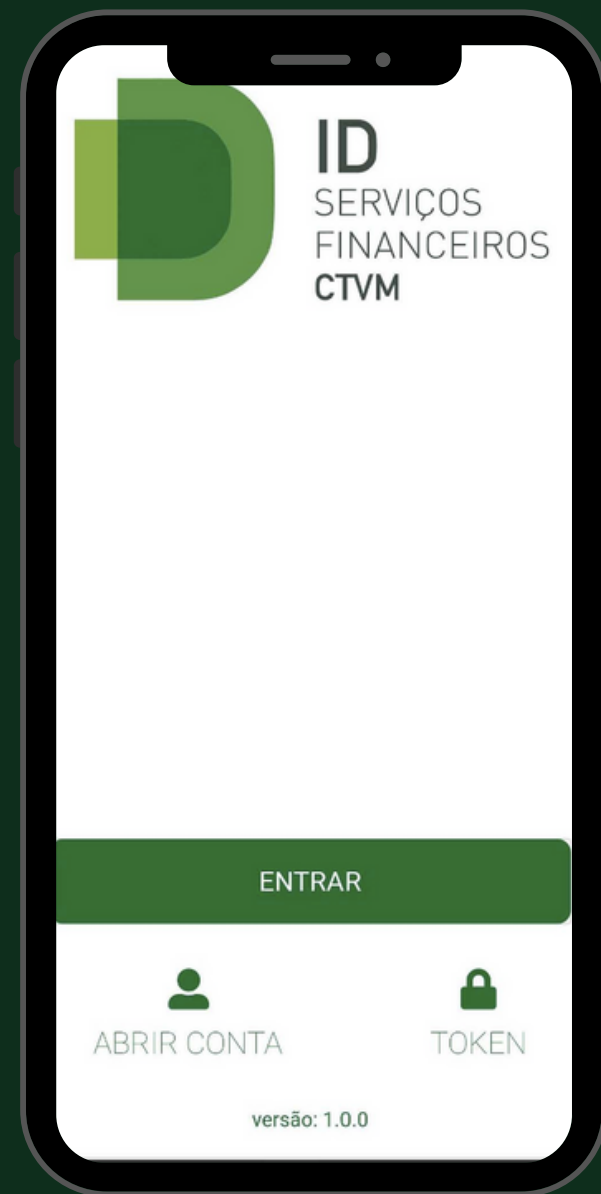 ID
SERVIÇOS
FINANCEIROS
CTVM
ENTRAR
ABRIR CONTA
TOKEN
versão: 1.0.0